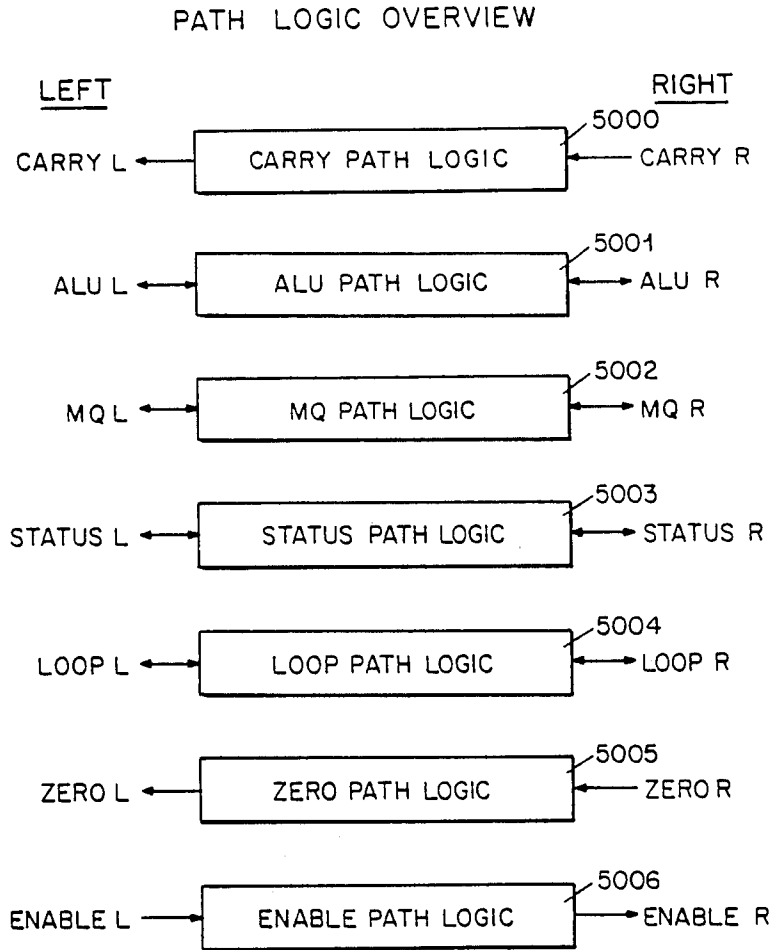 PATH LOGIC OVERVIEW
LEFT RIGHT
5000
CARRY L CARRY PATH LOGIC CARRY R
5001
ALU L ALU PATH LOGIC ALU R
5002
MQ L MQ PATH LOGIC MQ R
5003
STATUS L STATUS PATH LOGIC STATUS R
5004
LOOP L LOOP PATH LOGIC LOOP R
5005
ZERO L ZERO PATH LOGIC ZERO R
5006
ENABLE L ENABLE PATH LOGIC ENABLE R